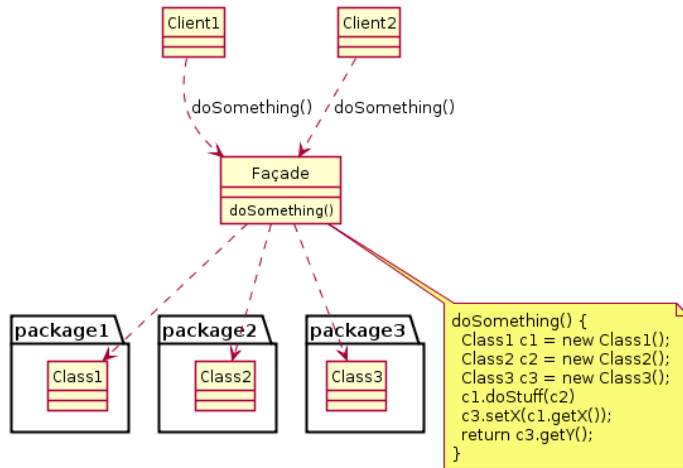 Client1
Client2
doSomething()
doSomething()
Façade
doSomething()
package1
package2
package3
Class1
Class2
Class3
doSomething() {
Class1 c1 = new Class1();
Class2 c2 = new Class2();
Class3 c3 = new Class3();
c1.doStuff(c2)
c3.setX(c1.getX());
return c3.getY();
}